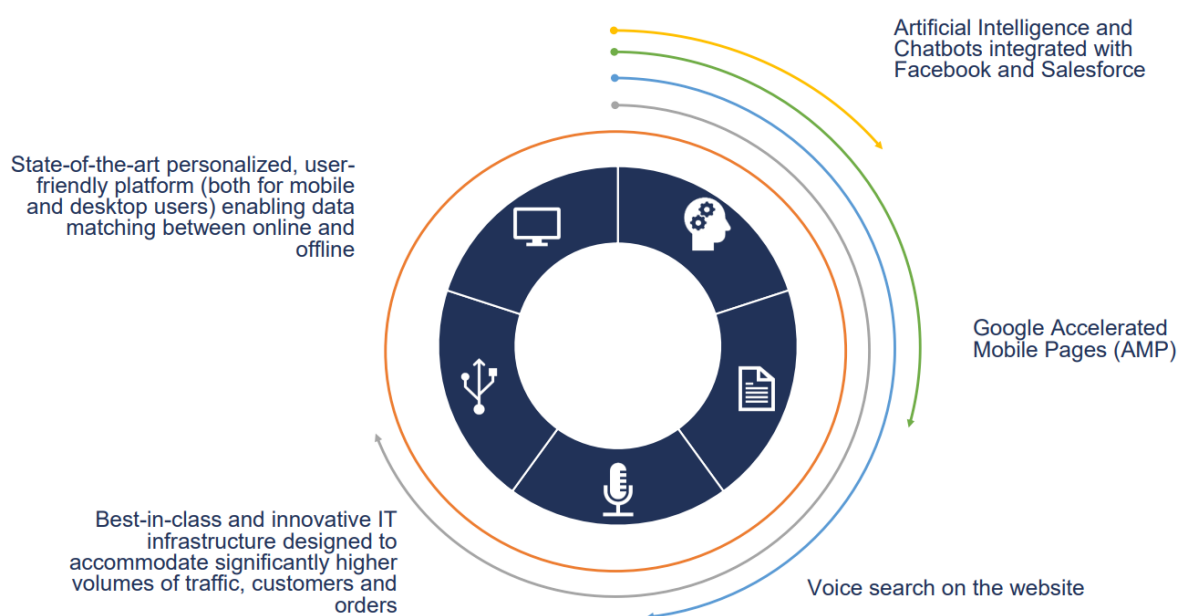 Artificial Intelligence and
Chatbots integrated with
Facebook and Salesforce
State-of-the-art personalized, user-
friendly platform (both for mobile
and desktop users) enabling data
matching between online and
offline
Google Accelerated
Mobile Pages (AMP)
Best-in-class and innovative IT
infrastructure designed to
accommodate significantly higher
volumes of traffic, customers and
orders
Voice search on the website